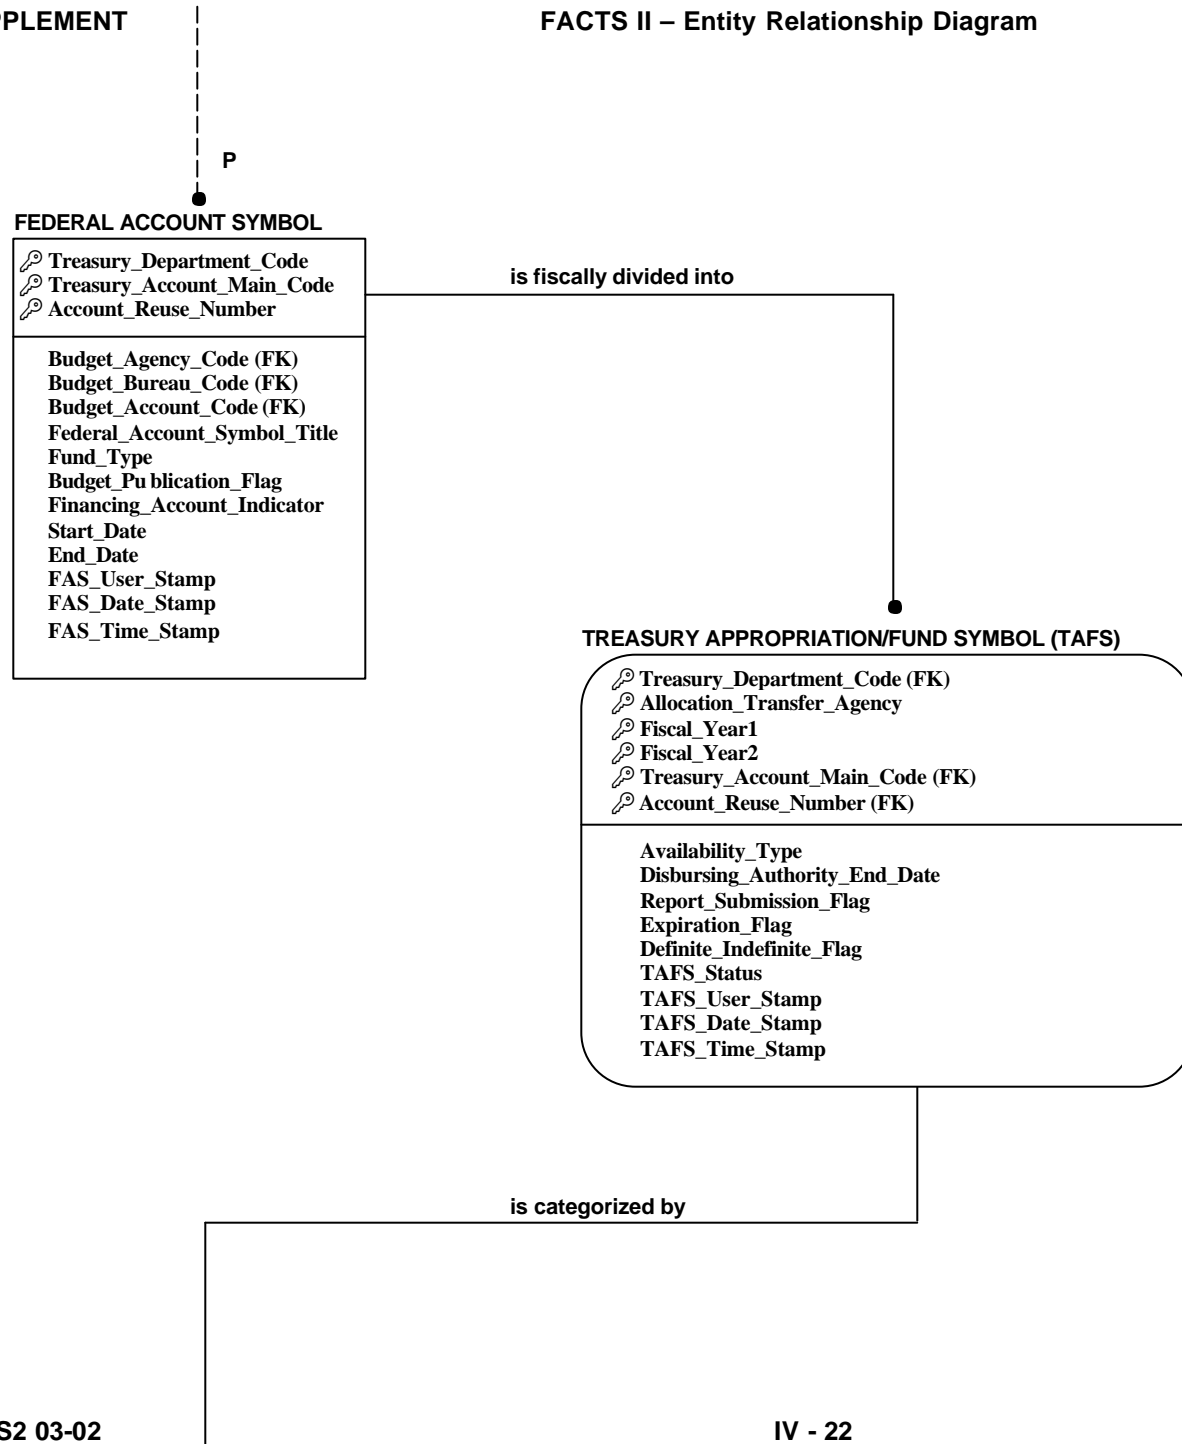 PPLEMENT
FACTS II – Entity Relationship Diagram
P
FEDERAL ACCOUNT SYMBOL
Treasury_Department_Code
Treasury_Account_Main_Code
Account_Reuse_Number
Budget_Agency_Code (FK)
Budget_Bureau_Code (FK)
Budget_Account_Code (FK)
Federal_Account_Symbol_Title
Fund_Type
Budget_Pu blication_Flag
Financing_Account_Indicator
Start_Date
End_Date
FAS_User_Stamp
FAS_Date_Stamp
FAS_Time_Stamp
is fiscally divided into
TREASURY APPROPRIATION/FUND SYMBOL (TAFS)
Treasury_Department_Code (FK)
Allocation_Transfer_Agency
Fiscal_Year1
Fiscal_Year2
Treasury_Account_Main_Code (FK)
Account_Reuse_Number (FK)
Availability_Type
Disbursing_Authority_End_Date
Report_Submission_Flag
Expiration_Flag
Definite_Indefinite_Flag
TAFS_Status
TAFS_User_Stamp
TAFS_Date_Stamp
TAFS_Time_Stamp
is categorized by
S2 03-02
IV - 22